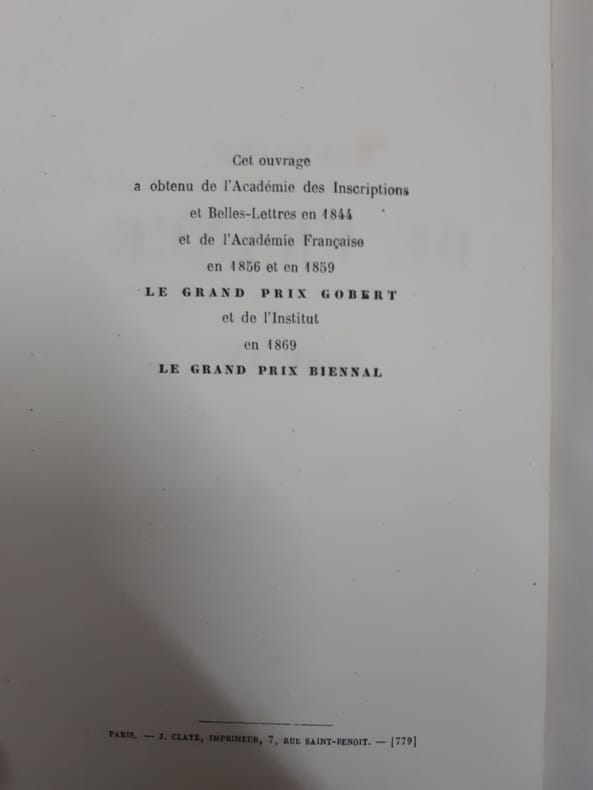 Cet ouvrage
a obtenu de l'Académie des Inscriptions
et Belles-Lettres en 1844
et de l'Académie Française
en 1856 et en 1859
LE GRAND PRIX GOBERT
et de l'Institut
en 1869
LE GRAND PRIX BIENNAL
PARIS. — J. CLAYE, IMPRIMEUR, 7, RUE SAINT-BENOIT. — [779]